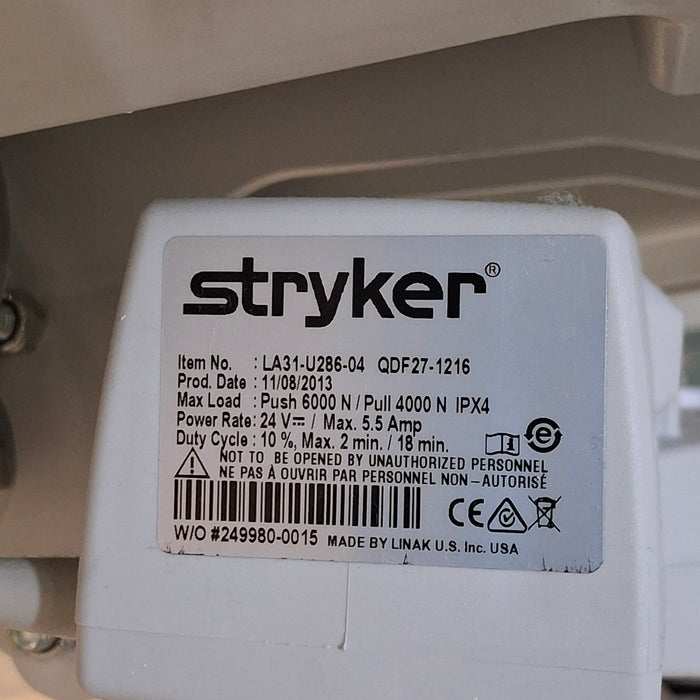 stryker®
Item No. : LA31-U286-04 QDF27-1216
Prod. Date : 11/08/2013
Max Load : Push 6000 N / Pull 4000 N IPX4
Power Rate: 24 V⎓ / Max. 5.5 Amp
Duty Cycle : 10 %, Max. 2 min. / 18 min.
NOT TO BE OPENED BY UNAUTHORIZED PERSONNEL
NE PAS À OUVRIR PAR PERSONNEL NON-AUTORISÉ
W/O #249980-0015 MADE BY LINAK U.S. Inc. USA
CE